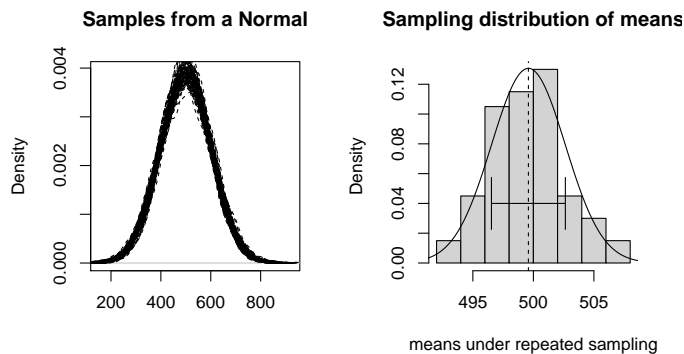 Samples from a Normal
Density
0.000
0.002
0.004
200
400
600
800
Sampling distribution of means
Density
0.00
0.04
0.08
0.12
495
500
505
means under repeated sampling